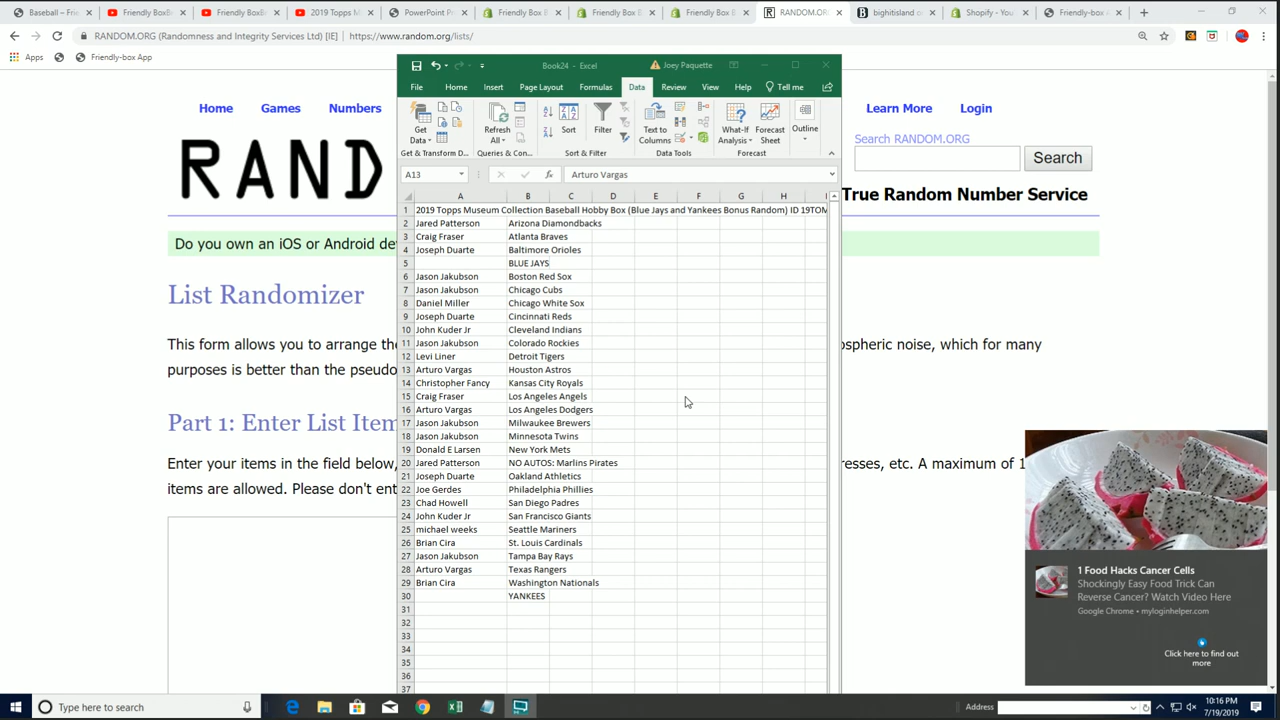 Baseball – Frie
Friendly BoxBr
Friendly BoxBr
2019 Topps M
PowerPoint Pr
Friendly Box B
Friendly Box B
Friendly Box B
RANDOM.ORG
bighitisland o
Shopify - You
Friendly-box A
RANDOM.ORG (Randomness and Integrity Services Ltd) [IE] | https://www.random.org/lists/
Apps
Friendly-box App
Book24 - Excel
Joey Paquette
File Home Insert Page Layout Formulas Data Review View Help Tell me
Get Data
Refresh All
Sort
Filter
Text to Columns
What-If Analysis
Forecast Sheet
Outline
Get & Transform D...
Queries & Con...
Sort & Filter
Data Tools
Forecast
A13
Arturo Vargas
A B C D E F G H
1 2019 Topps Museum Collection Baseball Hobby Box (Blue Jays and Yankees Bonus Random) ID 19TOM
2 Jared Patterson Arizona Diamondbacks
3 Craig Fraser Atlanta Braves
4 Joseph Duarte Baltimore Orioles
5 BLUE JAYS
6 Jason Jakubson Boston Red Sox
7 Jason Jakubson Chicago Cubs
8 Daniel Miller Chicago White Sox
9 Joseph Duarte Cincinnati Reds
10 John Kuder Jr Cleveland Indians
11 Jason Jakubson Colorado Rockies
12 Levi Liner Detroit Tigers
13 Arturo Vargas Houston Astros
14 Christopher Fancy Kansas City Royals
15 Craig Fraser Los Angeles Angels
16 Arturo Vargas Los Angeles Dodgers
17 Jason Jakubson Milwaukee Brewers
18 Jason Jakubson Minnesota Twins
19 Donald E Larsen New York Mets
20 Jared Patterson NO AUTOS: Marlins Pirates
21 Joseph Duarte Oakland Athletics
22 Joe Gerdes Philadelphia Phillies
23 Chad Howell San Diego Padres
24 John Kuder Jr San Francisco Giants
25 michael weeks Seattle Mariners
26 Brian Cira St. Louis Cardinals
27 Jason Jakubson Tampa Bay Rays
28 Arturo Vargas Texas Rangers
29 Brian Cira Washington Nationals
30 YANKEES
31
32
33
34
35
36
37
Home Games Numbers
Learn More Login
RAND
Search RANDOM.ORG
Search
True Random Number Service
Do you own an iOS or Android de
List Randomizer
This form allows you to arrange the
ospheric noise, which for many
purposes is better than the pseudo
Part 1: Enter List Item
Enter your items in the field below,
resses, etc. A maximum of 1
items are allowed. Please don't ent
1 Food Hacks Cancer Cells
Shockingly Easy Food Trick Can
Reverse Cancer? Watch Video Here
Google Chrome • myloginhelper.com
Click here to find out
more
Type here to search
Address
10:16 PM
7/19/2019